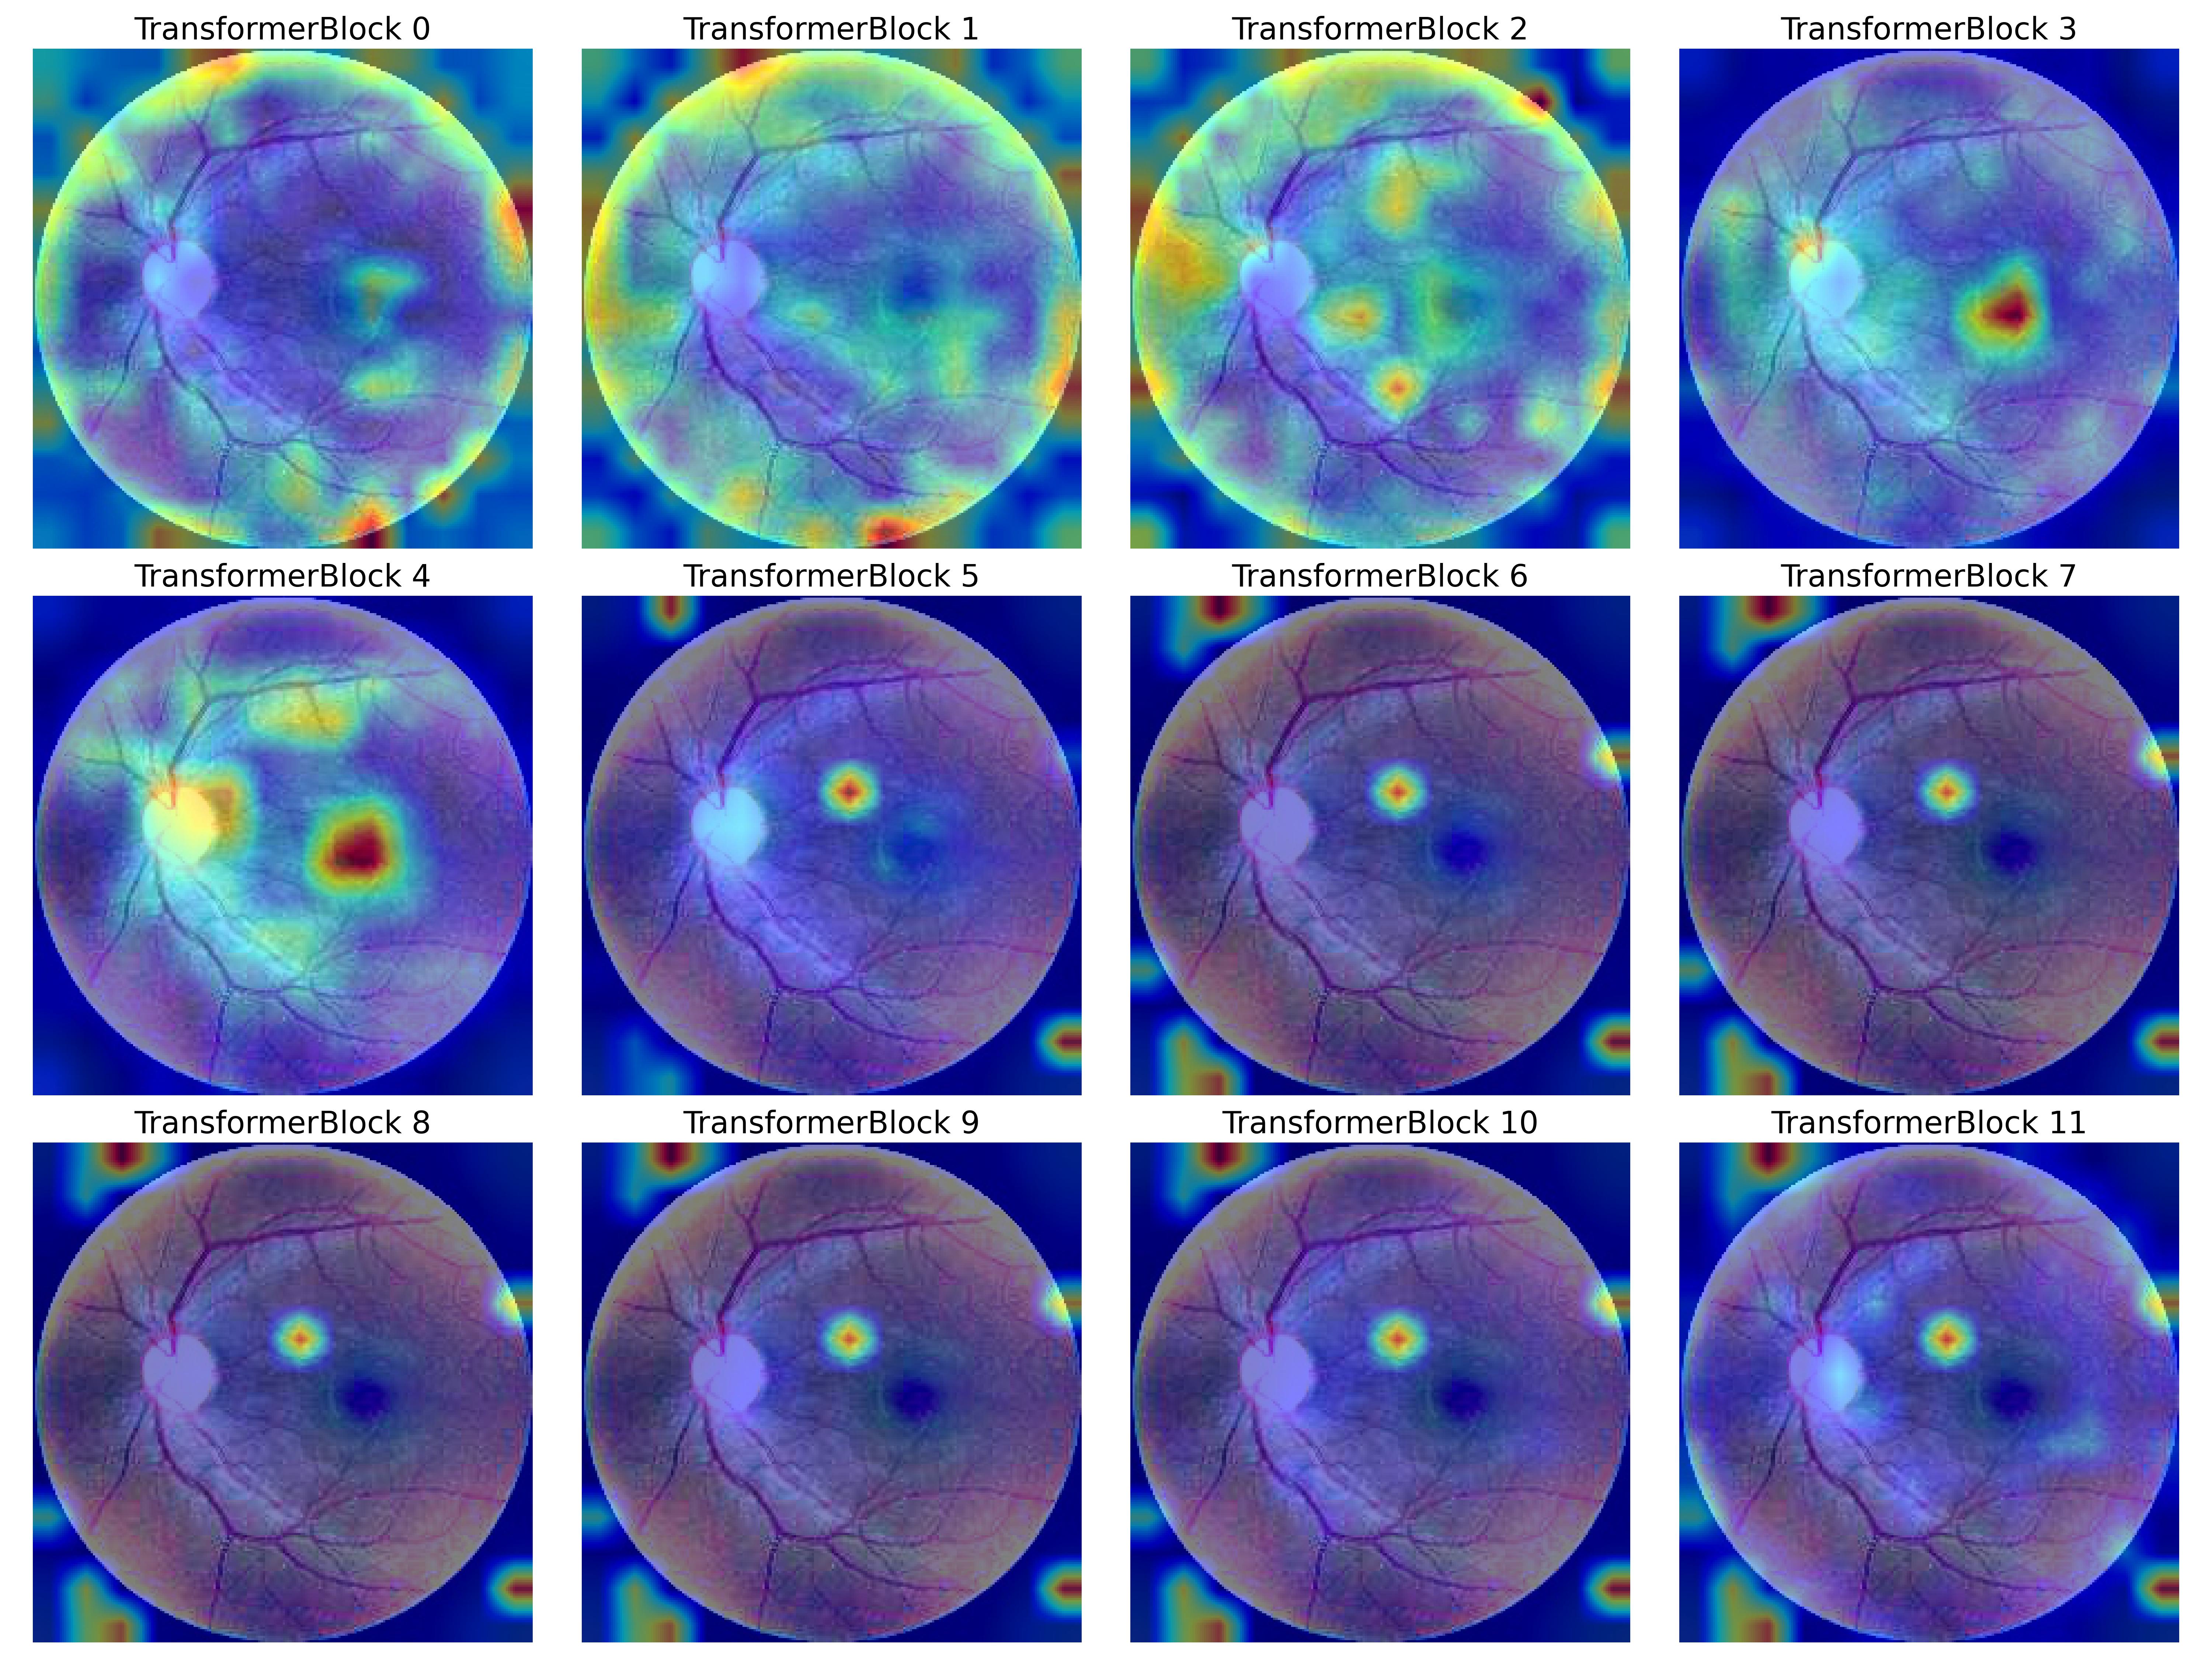 TransformerBlock 0
TransformerBlock 1
TransformerBlock 2
TransformerBlock 3
TransformerBlock 4
TransformerBlock 5
TransformerBlock 6
TransformerBlock 7
TransformerBlock 8
TransformerBlock 9
TransformerBlock 10
TransformerBlock 11